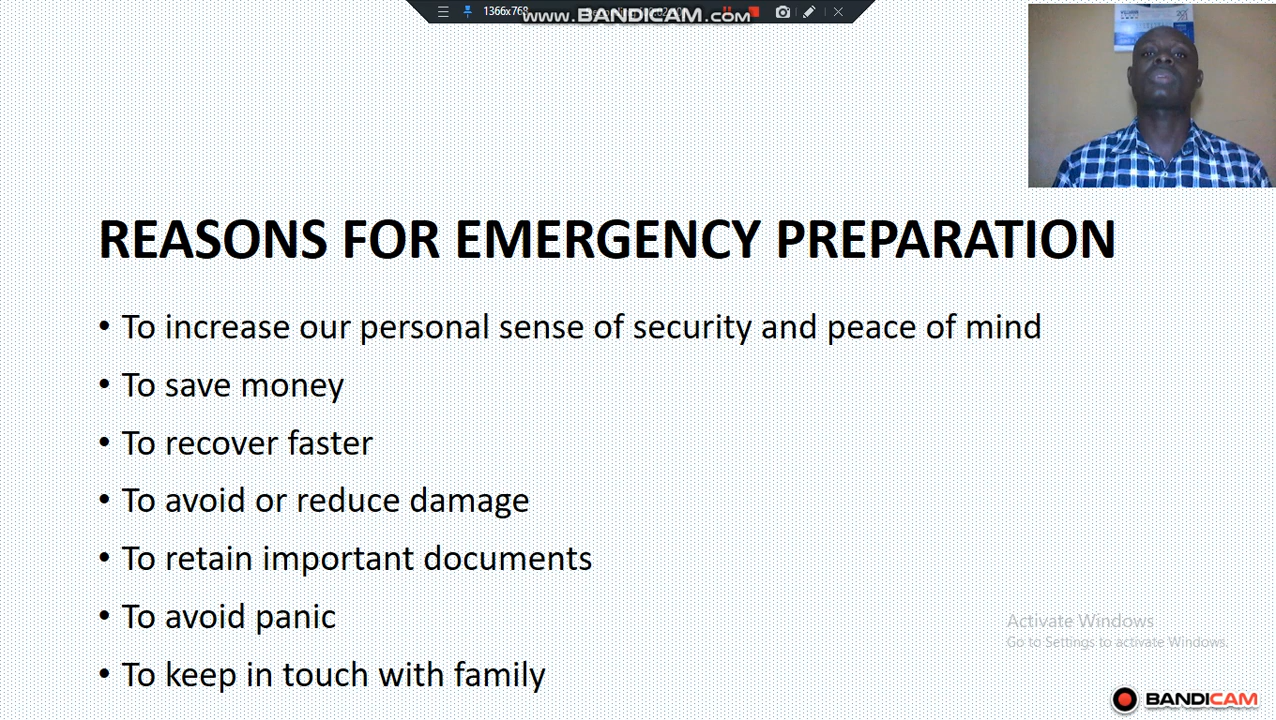 1366x768
www.BANDICAM.com
REASONS FOR EMERGENCY PREPARATION
• To increase our personal sense of security and peace of mind
• To save money
• To recover faster
• To avoid or reduce damage
• To retain important documents
• To avoid panic
• To keep in touch with family
Activate Windows
Go to Settings to activate Windows.
BANDICAM